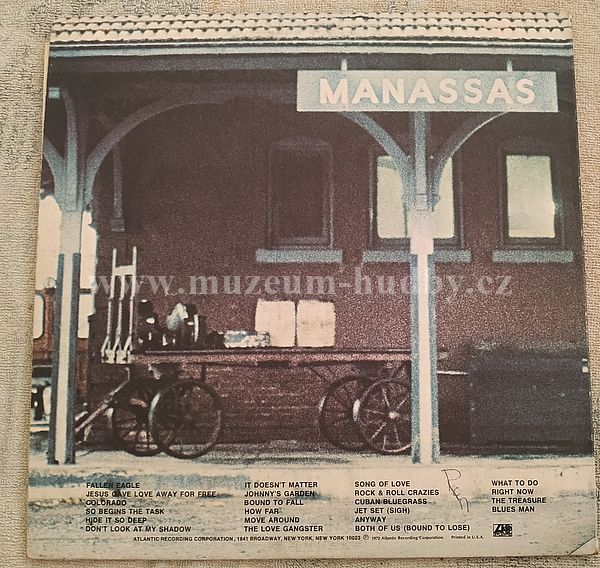 MANASSAS
www.muzeum-hudby.cz
FALLEN EAGLE
JESUS GAVE LOVE AWAY FOR FREE
COLORADO
SO BEGINS THE TASK
HIDE IT SO DEEP
DON'T LOOK AT MY SHADOW
IT DOESN'T MATTER
JOHNNY'S GARDEN
BOUND TO FALL
HOW FAR
MOVE AROUND
THE LOVE GANGSTER
SONG OF LOVE
ROCK & ROLL CRAZIES
CUBAN BLUEGRASS
JET SET (SIGH)
ANYWAY
BOTH OF US (BOUND TO LOSE)
WHAT TO DO
RIGHT NOW
THE TREASURE
BLUES MAN
ATLANTIC RECORDING CORPORATION, 1841 BROADWAY, NEW YORK, NEW YORK 10023 Ⓟ 1972 Atlantic Recording Corporation Printed in U.S.A.